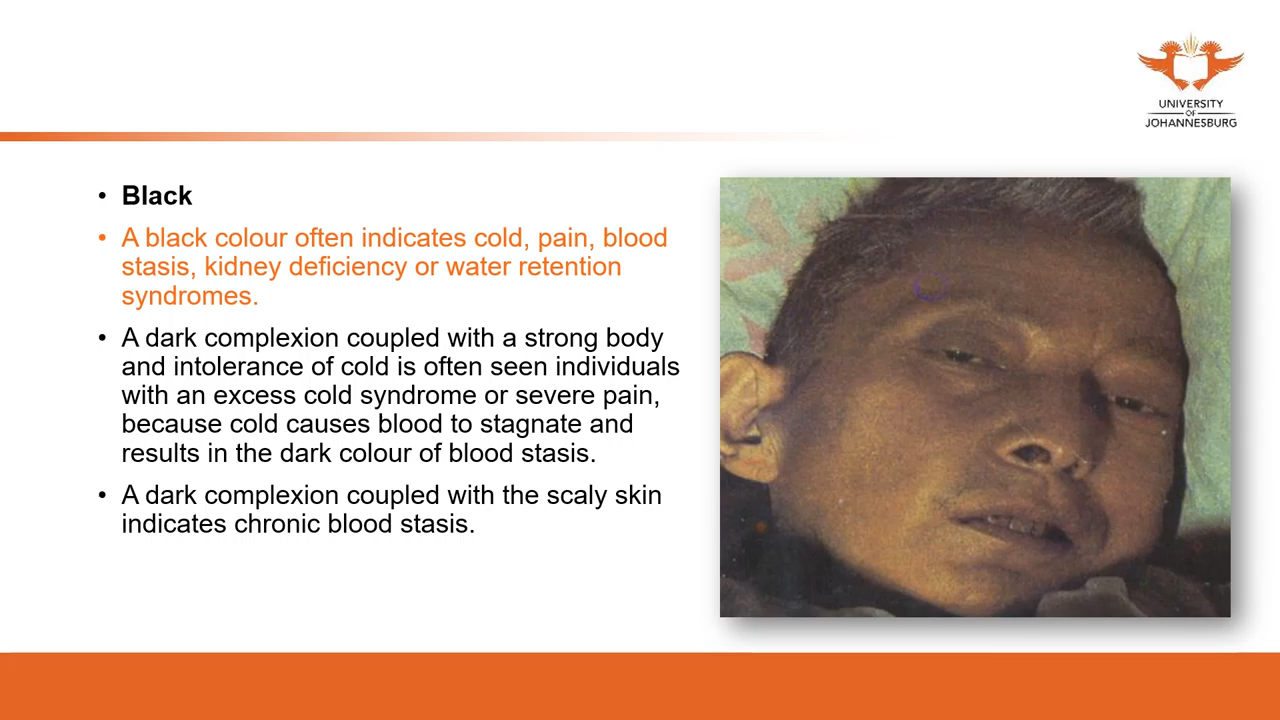 UNIVERSITY
OF
JOHANNESBURG
• Black
• A black colour often indicates cold, pain, blood
stasis, kidney deficiency or water retention
syndromes.
• A dark complexion coupled with a strong body
and intolerance of cold is often seen individuals
with an excess cold syndrome or severe pain,
because cold causes blood to stagnate and
results in the dark colour of blood stasis.
• A dark complexion coupled with the scaly skin
indicates chronic blood stasis.